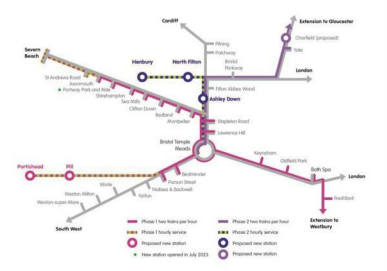 Cardiff
Extension to Gloucester
Pilning
Patchway
Charfield (proposed)
Yate
Severn
Beach
Henbury
North Filton
Bristol
Parkway
London
St Andrews Road
Avonmouth
Portway Park and Ride
Shirehampton
Sea Mills
Clifton Down
Redland
Montpelier
Filton Abbey Wood
Ashley Down
Stapleton Road
Lawrence Hill
Bristol Temple
Meads
Keynsham
Oldfield Park
Bath Spa
London
Freshford
Extension to
Westbury
Portishead
Pill
Bedminster
Parson Street
Nailsea & Backwell
Yatton
Worle
Weston Milton
Weston-super-Mare
South West
Phase 1 two trains per hour
Phase 1 hourly service
Proposed new station
New station opened in July 2023
Phase 2 two trains per hour
Phase 2 hourly service
Proposed new station
Proposed new station